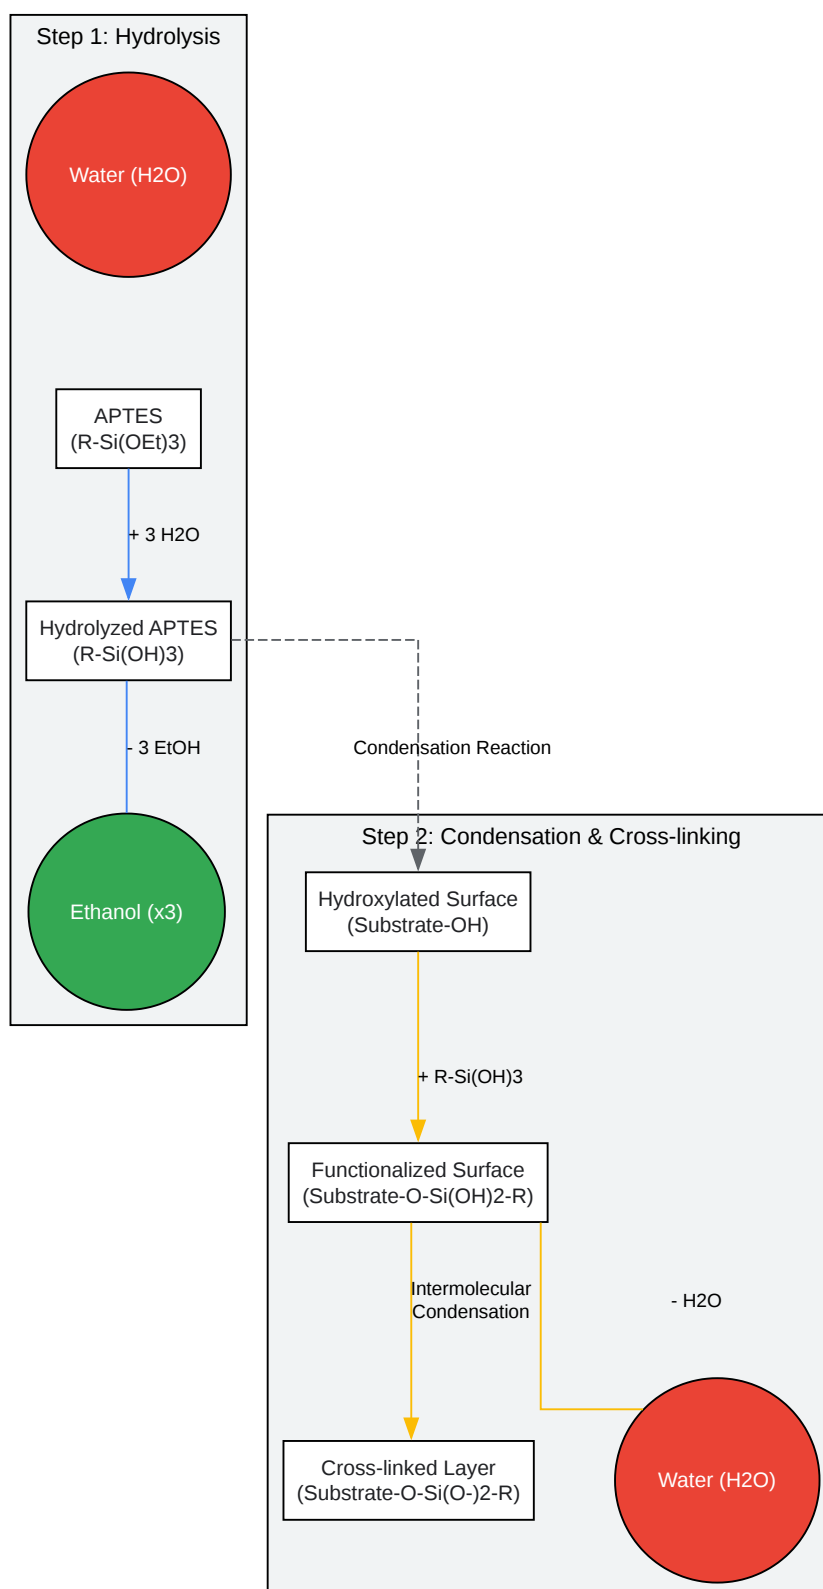 Step 1: Hydrolysis
Water (H2O)
APTES
(R-Si(OEt)3)
+ 3 H2O
Hydrolyzed APTES
(R-Si(OH)3)
- 3 EtOH
Condensation Reaction
Ethanol (x3)
Step 2: Condensation & Cross-linking
Hydroxylated Surface
(Substrate-OH)
+ R-Si(OH)3
Functionalized Surface
(Substrate-O-Si(OH)2-R)
Intermolecular
Condensation
- H2O
Cross-linked Layer
(Substrate-O-Si(O-)2-R)
Water (H2O)